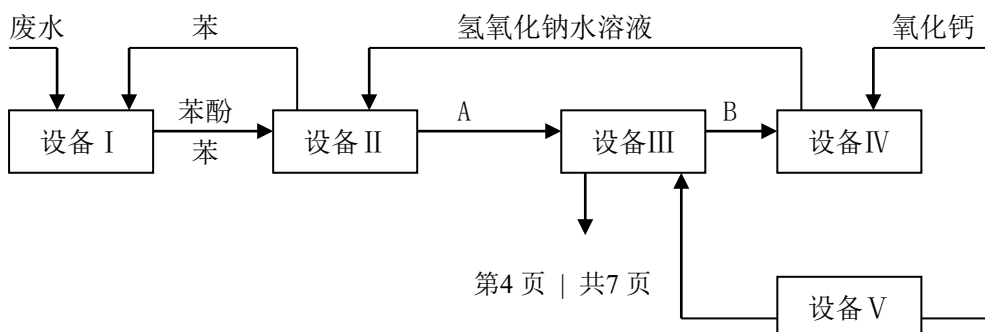 废水 苯 氢氧化钠水溶液 氧化钙
苯酚 A B
设备Ⅰ 设备Ⅱ 设备Ⅲ 设备Ⅳ
苯
第4 页 | 共7 页
设备Ⅴ